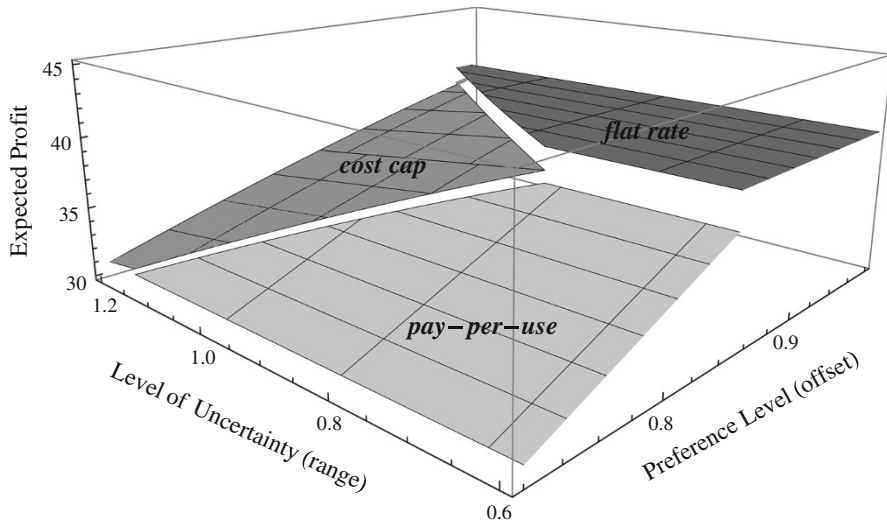 45
40
35
30
Expected Profit
flat rate
cost cap
pay-per-use
1.2
1.0
0.8
0.6
Level of Uncertainty (range)
0.8
0.9
Preference Level (offset)